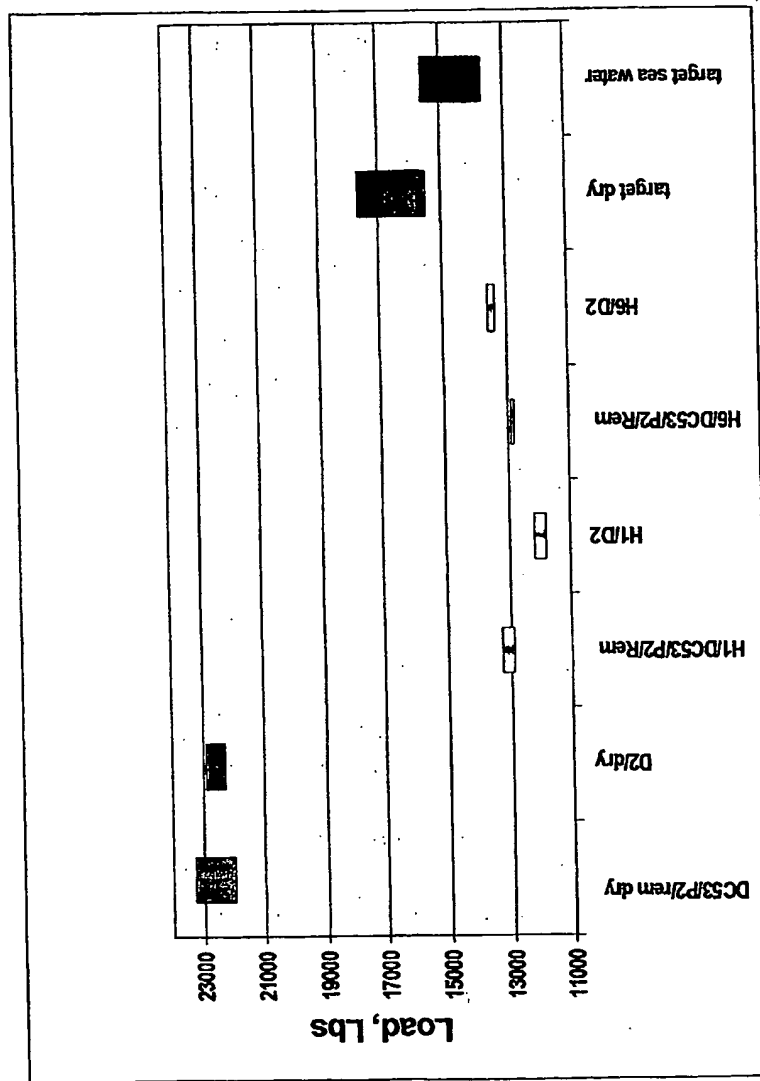 Load, Lbs
23000
21000
19000
17000
15000
13000
11000
DC53/P2/rem dry
D2/dry
H1/DC53/P2/Rem
H1/D2
H6/DC53/P2/Rem
H6/D2
target dry
target sea water